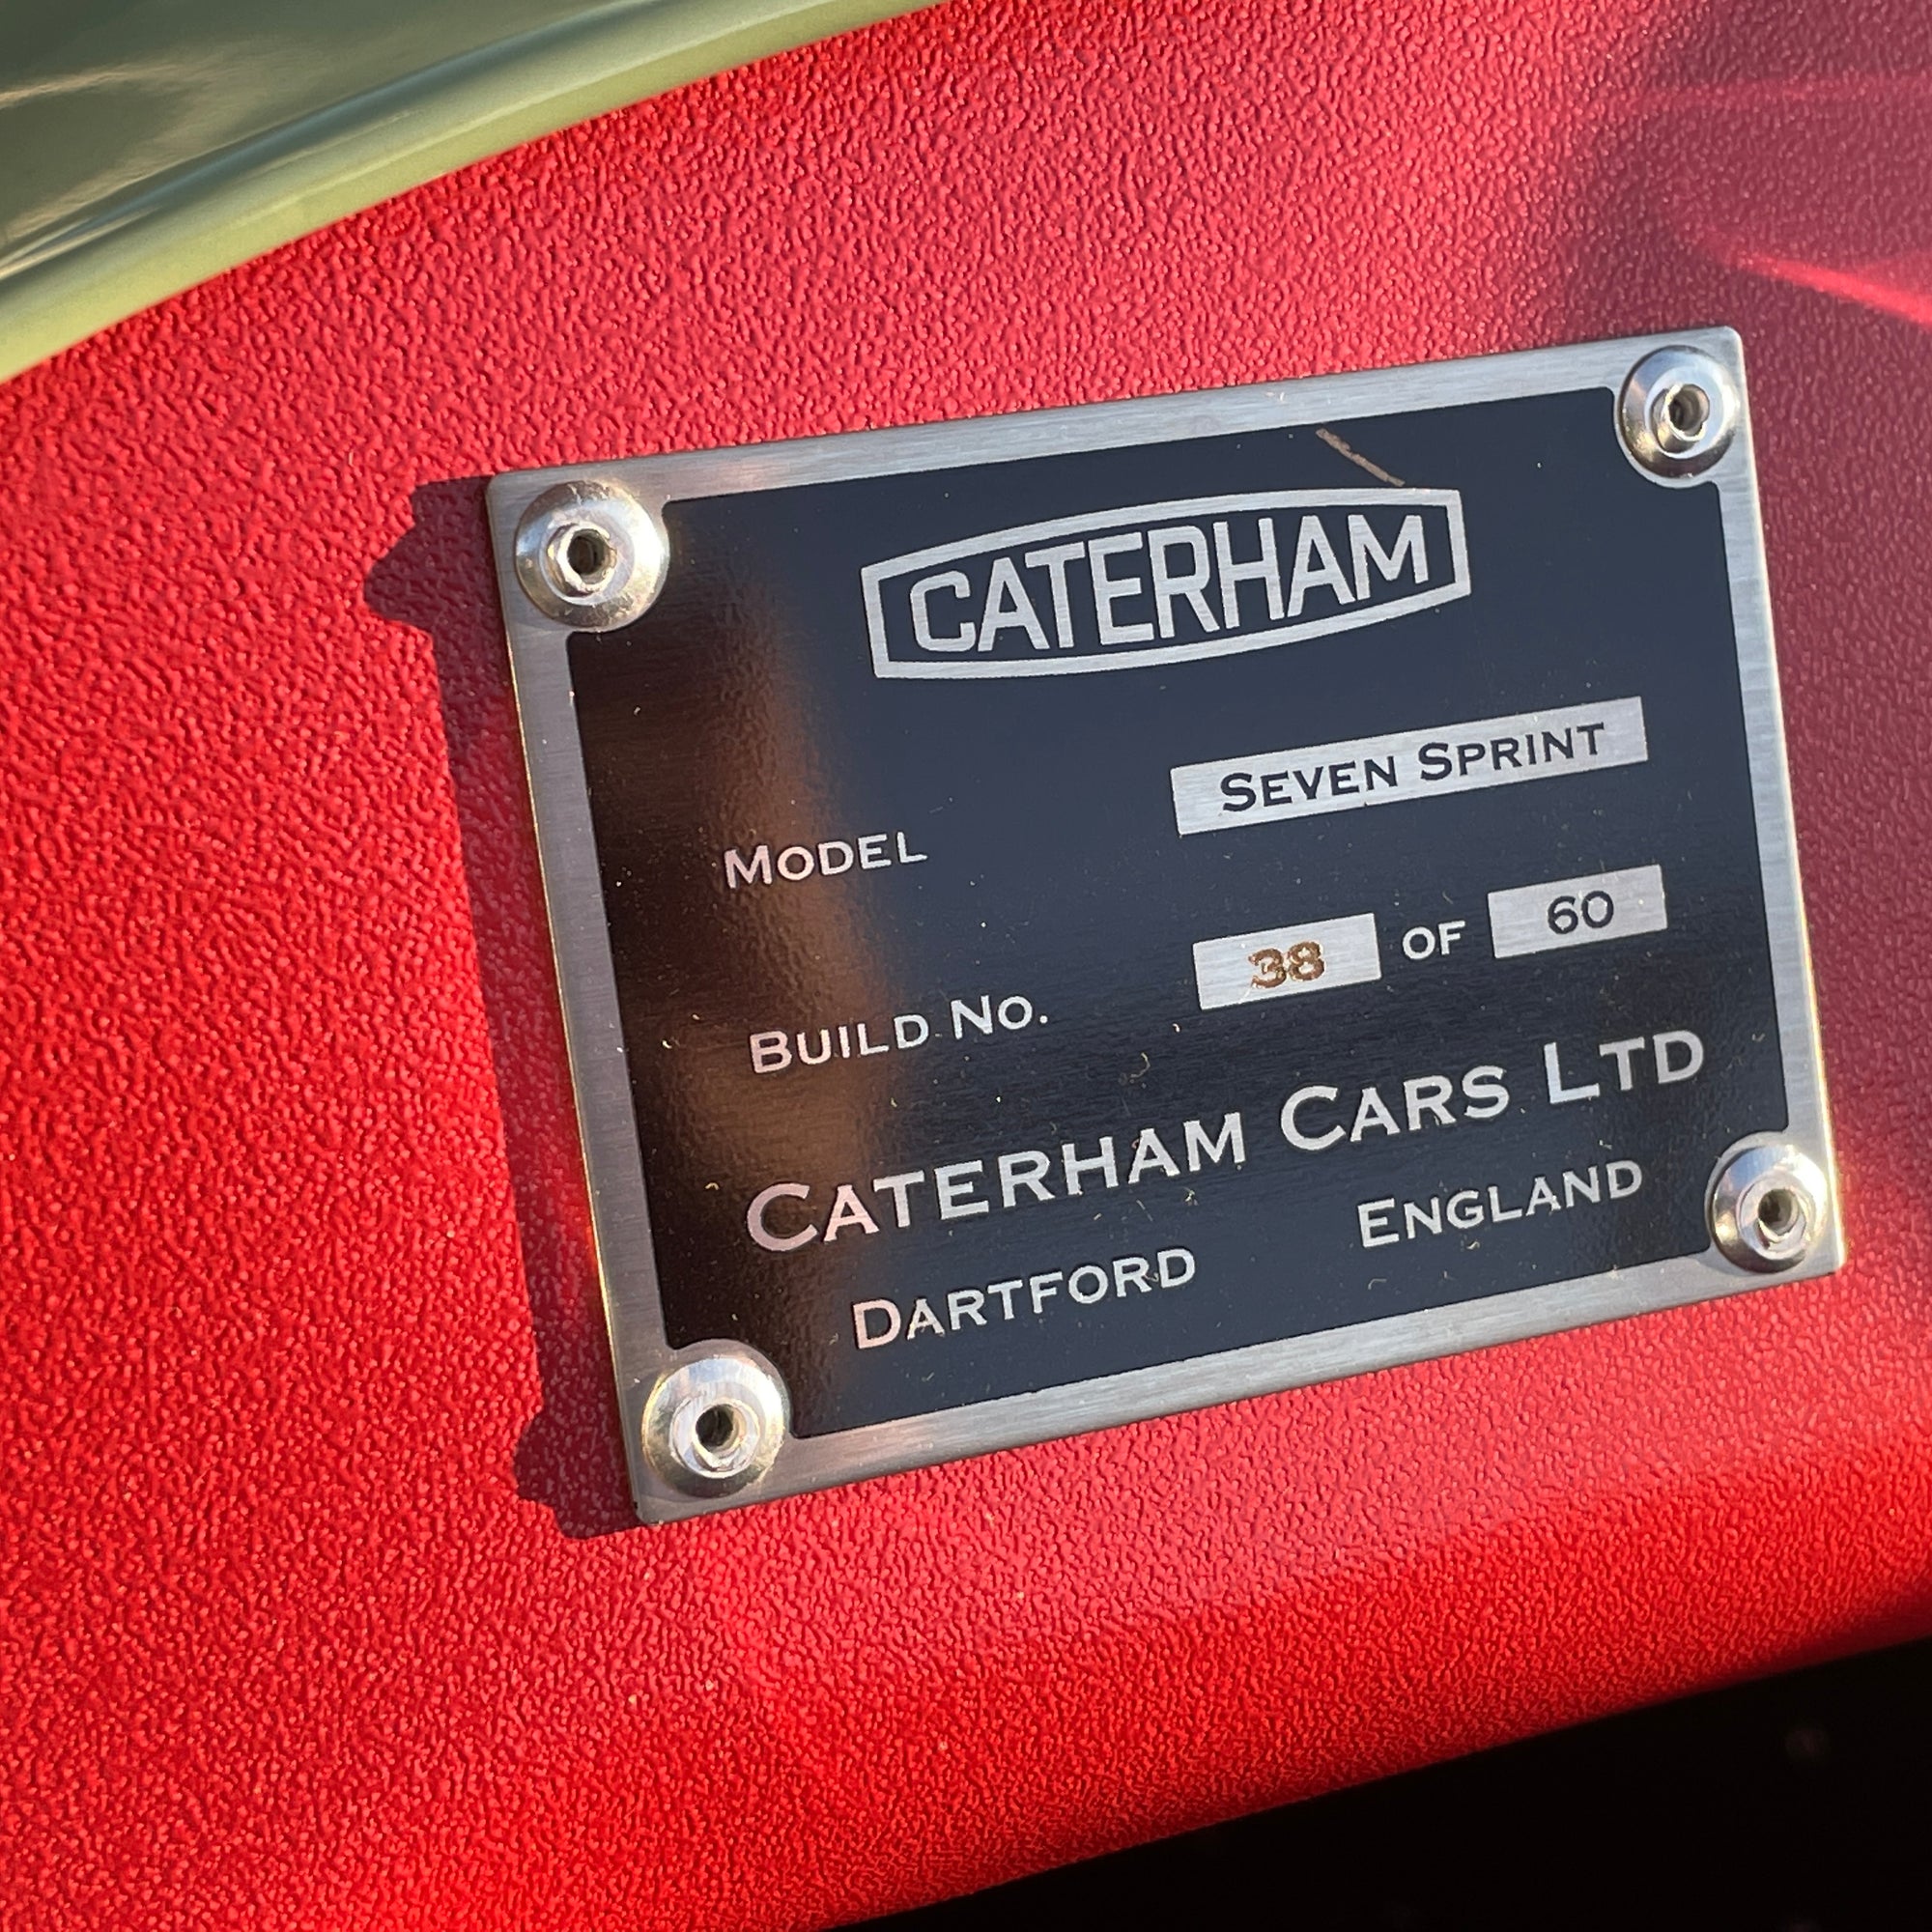 CATERHAM
MODEL SEVEN SPRINT
BUILD NO. 38 OF 60
CATERHAM CARS LTD
DARTFORD ENGLAND